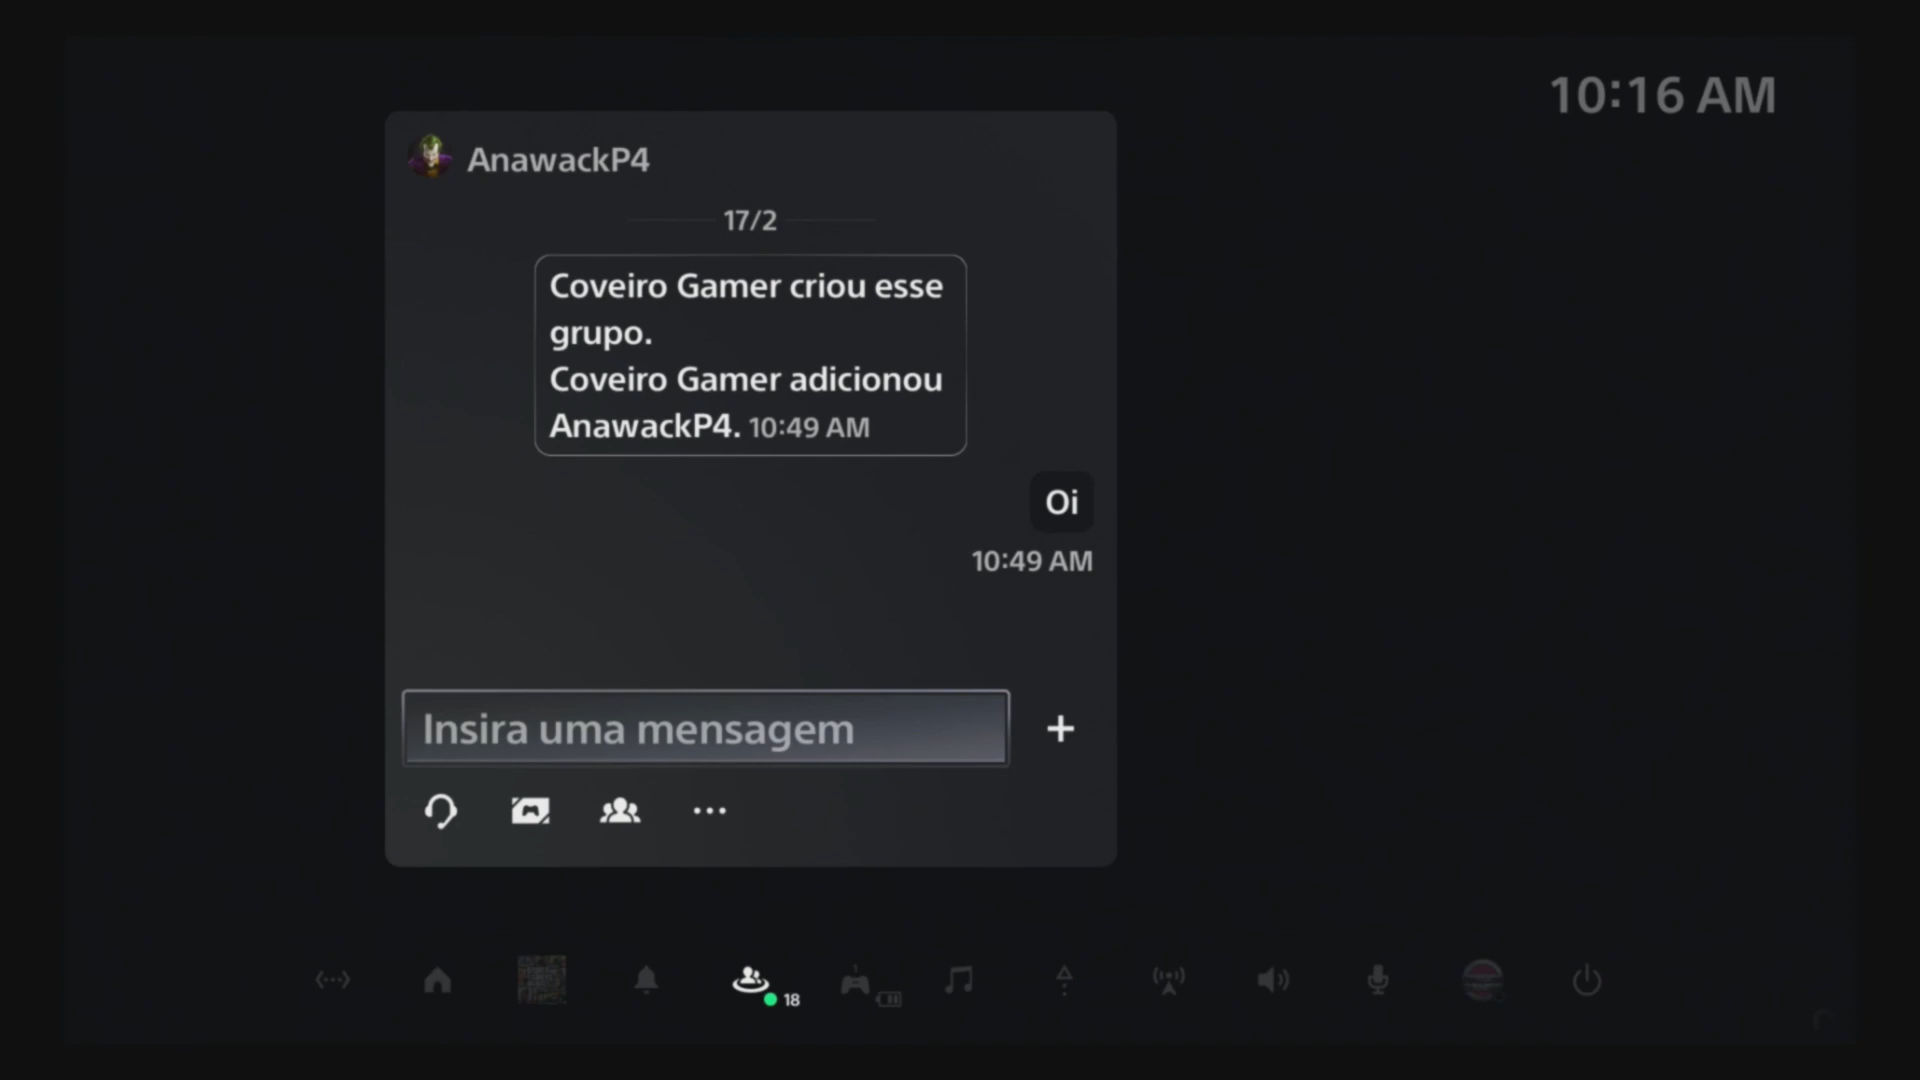 10:16 AM
AnawackP4
17/2
Coveiro Gamer criou esse
grupo.
Coveiro Gamer adicionou
AnawackP4. 10:49 AM
Oi
10:49 AM
Insira uma mensagem
18